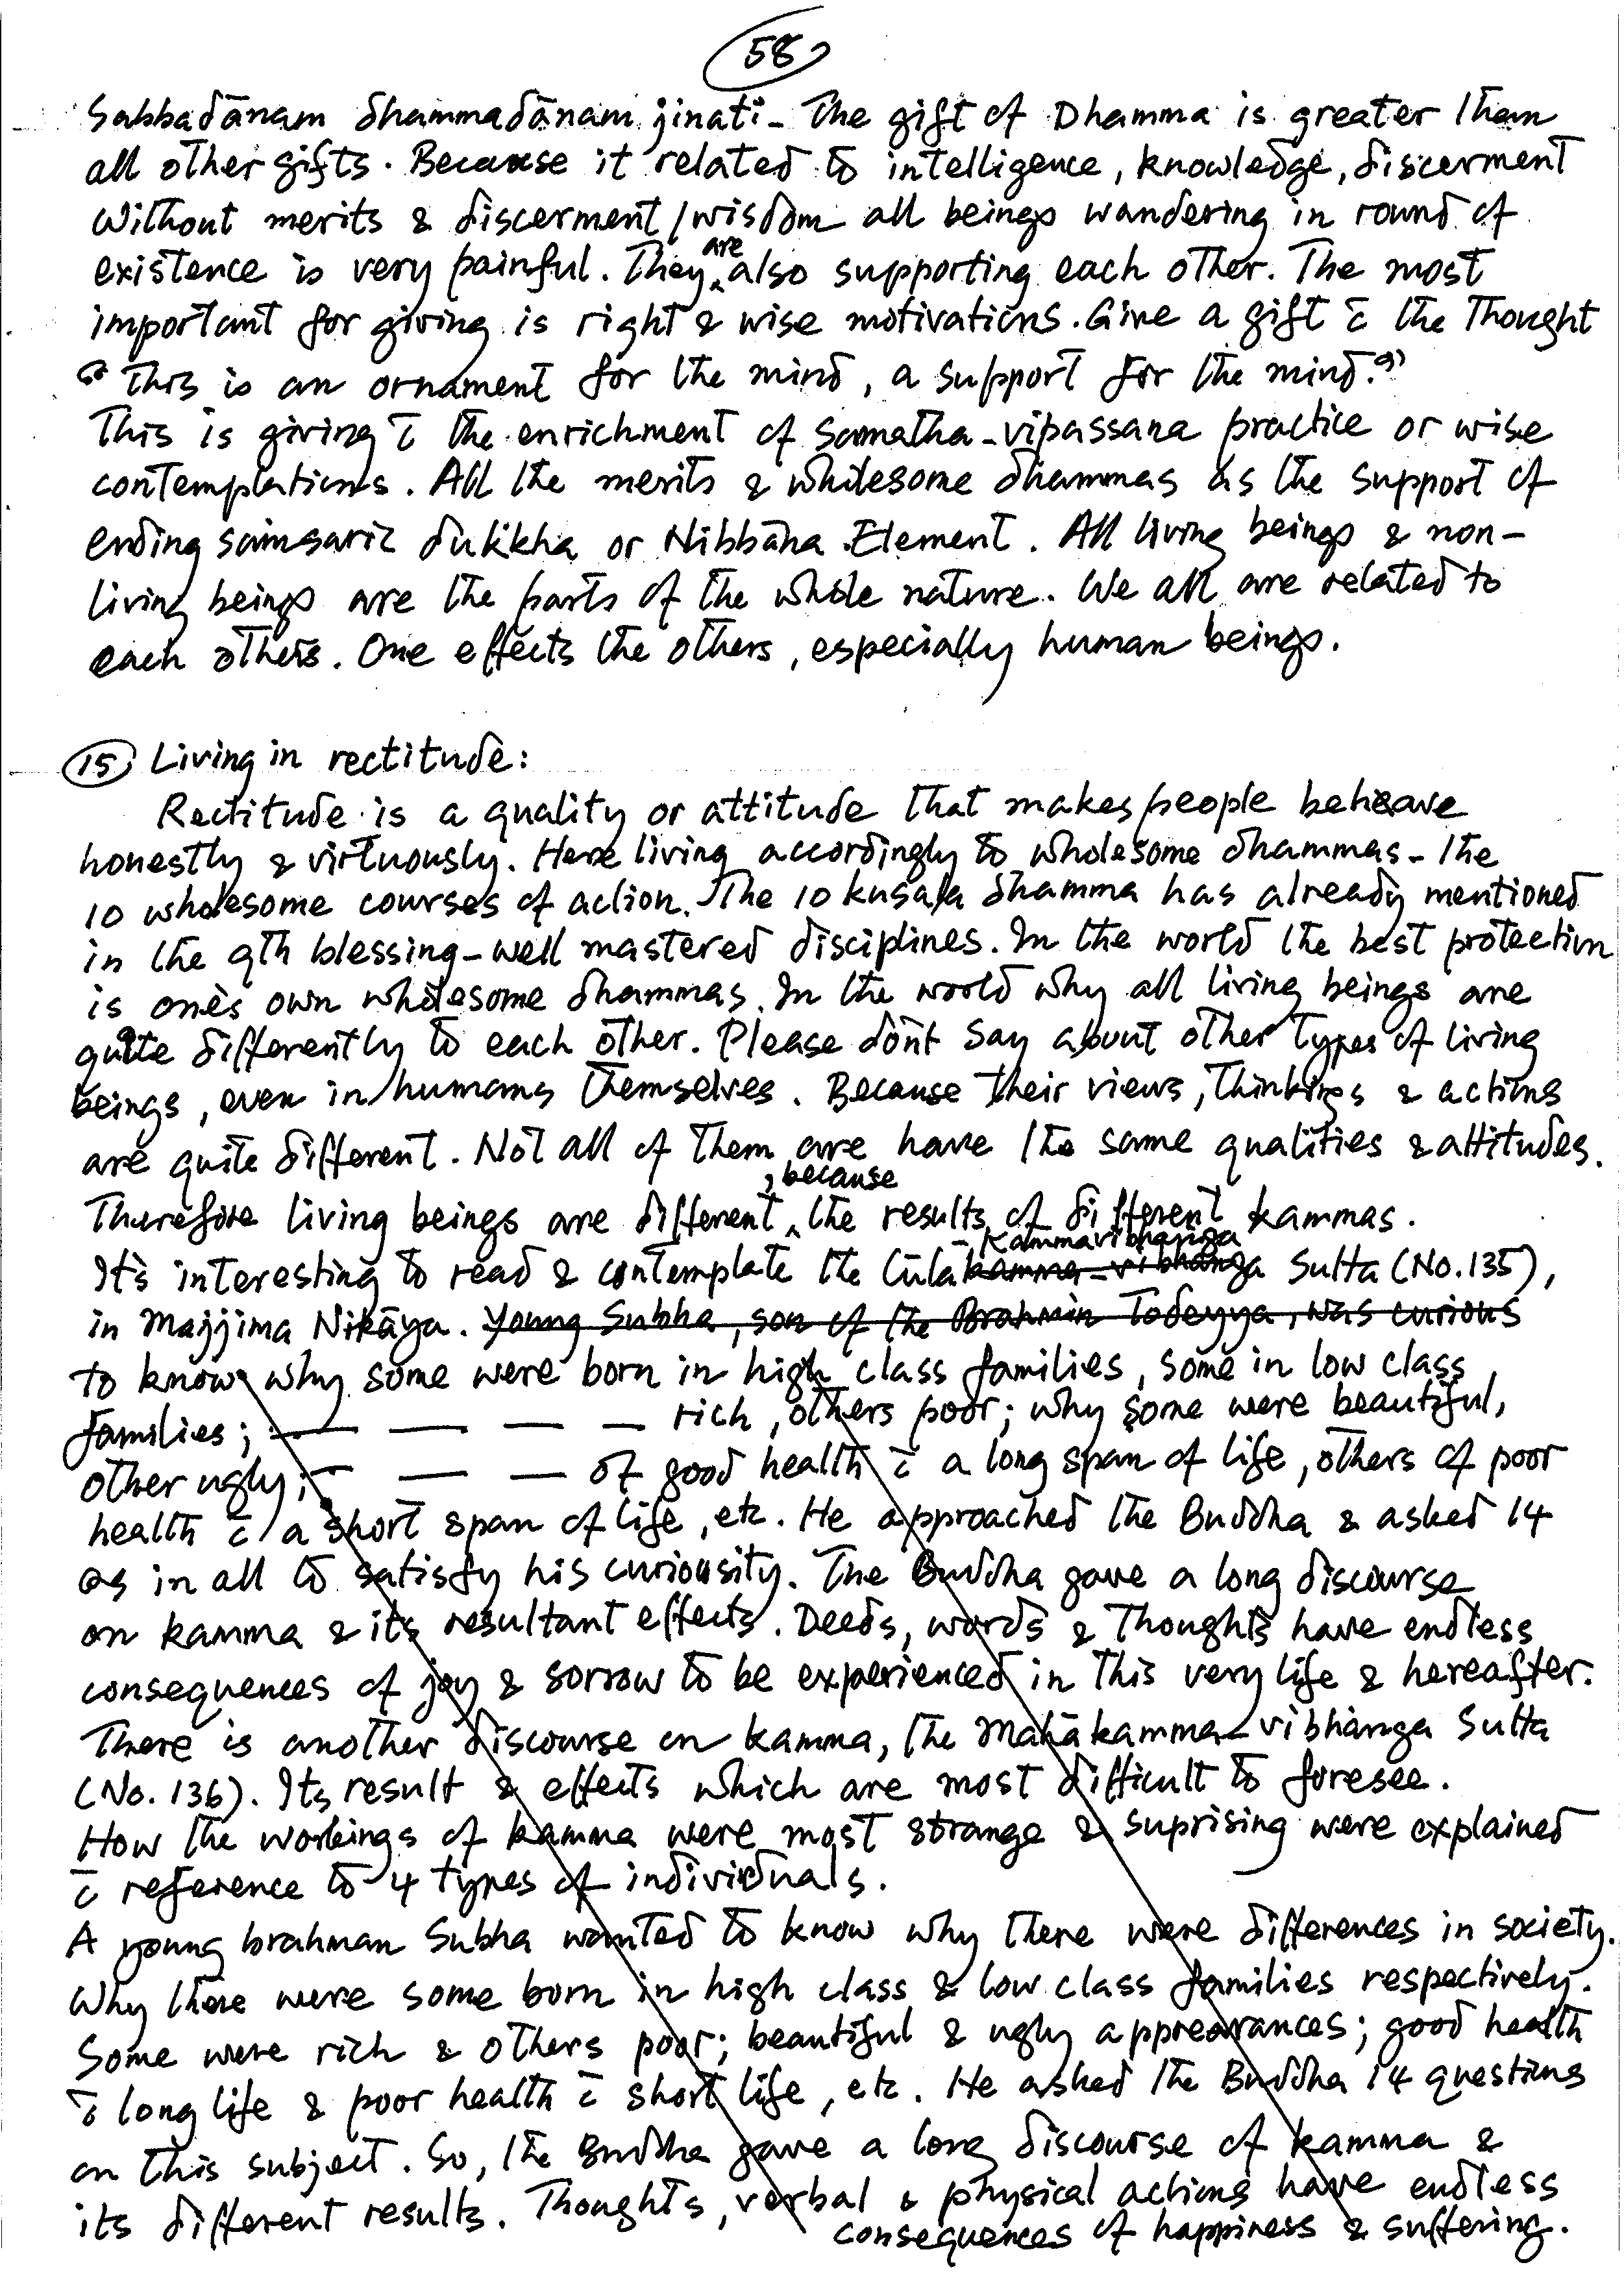 58
Sabbadānam dhammadānam jinati - The gift of Dhamma is greater than
all other gifts. Because it related to intelligence, knowledge, discerment
Without merits & discerment/wisdom all beings wandering in round of
existence is very painful. They are also supporting each other. The most
important for giving is right & wise motivations. Give a gift c̄ the Thought
"This is an ornament for the mind, a support for the mind."
This is giving c̄ the enrichment of Samatha-vipassana practice or wise
contemplations. All the merits & wholesome dhammas as the support of
ending saṁsaric dukkha or Nibbāna Element. All living beings & non-
living beings are the parts of the whole nature. We all are related to
each others. One effects the others, especially human beings.
15 Living in rectitude:
Rectitude is a quality or attitude that makes people behave
honestly & virtuously. Here living accordingly to wholesome dhammas - the
10 wholesome courses of action. The 10 kusala dhamma has already mentioned
in the 9th blessing - well mastered disciplines. In the world the best protection
is one's own wholesome dhammas. In the world why all living beings are
quite differently to each other. Please don't say about other types of living
beings, even in humans themselves. Because their views, thinkings & actions
are quite different. Not all of them are have the same qualities & attitudes.
Therefore living beings are different, because the results of different kammas.
It's interesting to read & contemplate the Cūla kamma-vibhaṅga Kammavibhaṅga Sutta (No. 135),
in Majjima Nikāya. Young Subha, son of the Brahmin Todeyya, was curious
to know why some were born in high class families, some in low class
families; — — — — rich, others poor; why some were beautiful,
other ugly; — — — of good health c̄ a long span of life, others of poor
health c̄ a short span of life, etc. He approached the Buddha & asked 14
Qs in all to satisfy his curiousity. The Buddha gave a long discourse
on kamma & its resultant effects. Deeds, words & Thoughts have endless
consequences of joy & sorrow to be experienced in this very life & hereafter.
There is another discourse on kamma, the Mahākamma-vibhaṅga Sutta
(No. 136). Its result & effects which are most difficult to foresee.
How the workings of kamma were most strange & suprising were explained
c̄ reference to 4 types of individuals.
A young brahman Subha wanted to know why there were differences in society.
Why there were some born in high class & low class families respectively.
Some were rich & others poor; beautiful & ugly apprearances; good health
c̄ long life & poor health c̄ short life, etc. He asked the Buddha 14 questions
on this subject. So, the Buddha gave a long discourse of kamma &
its different results. Thoughts, verbal & physical actions have endless
consequences of happiness & suffering.